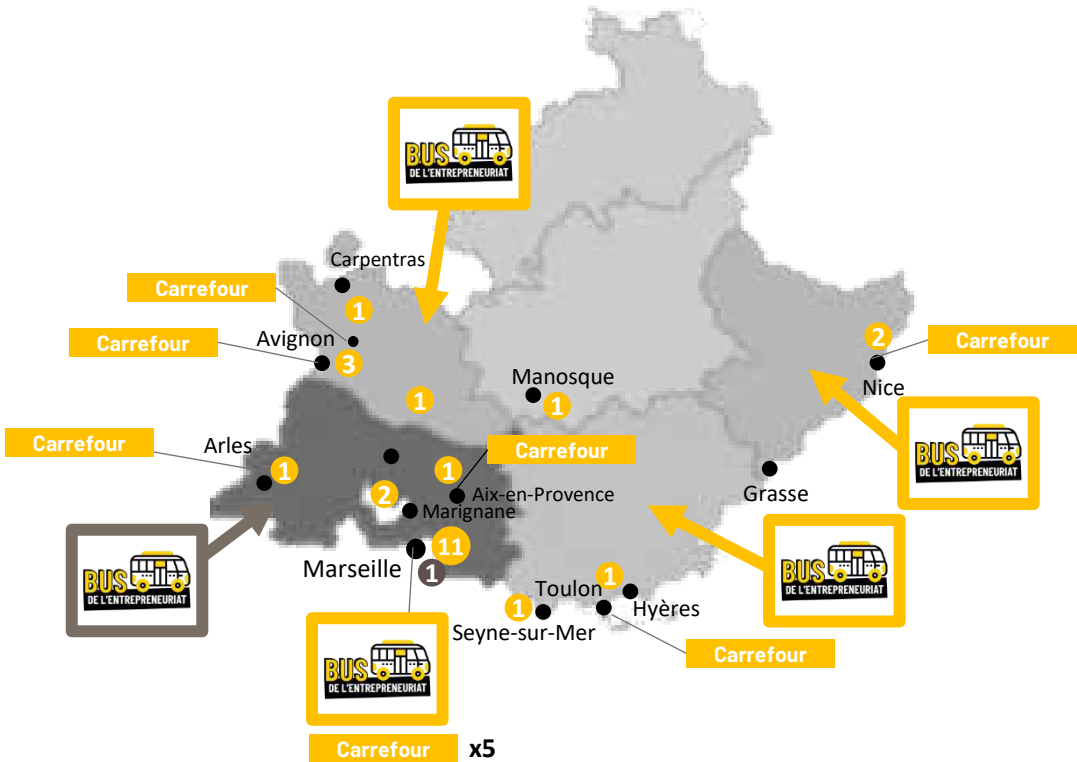 BUS
DE L'ENTREPRENEURIAT
Carpentras
Carrefour
1
Avignon
Carrefour
3
2
Carrefour
Nice
Manosque
1
1
BUS
DE L'ENTREPRENEURIAT
Arles
Carrefour
1
Carrefour
1
2
Aix-en-Provence
Marignane
Grasse
BUS
DE L'ENTREPRENEURIAT
11
Marseille
1
BUS
DE L'ENTREPRENEURIAT
Toulon
1
Hyères
1
Seyne-sur-Mer
Carrefour
BUS
DE L'ENTREPRENEURIAT
Carrefour x5